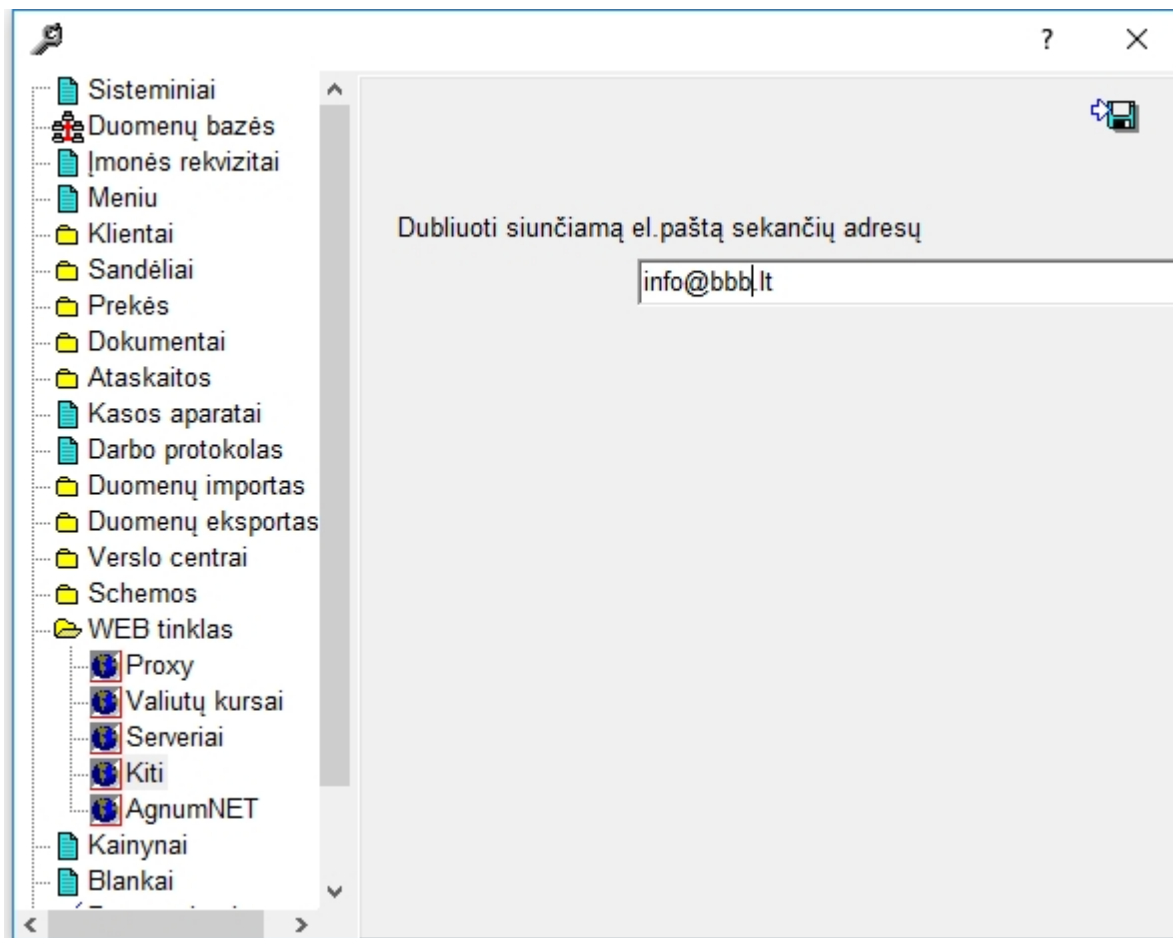 ?
Sisteminiai
Duomenų bazės
Įmonės rekvizitai
Meniu
Klientai
Sandėliai
Prekės
Dokumentai
Ataskaitos
Kasos aparatai
Darbo protokolas
Duomenų importas
Duomenų eksportas
Verslo centrai
Schemos
WEB tinklas
Proxy
Valiutų kursai
Serveriai
Kiti
AgnumNET
Kainynai
Blankai
Dubliuoti siunčiamą el.paštą sekančių adresų
info@bbb.lt